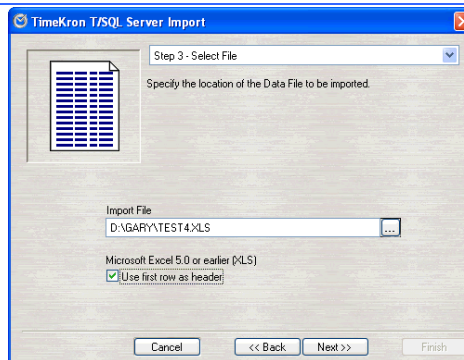 TimeKron T/SQL Server Import
Step 3 - Select File
Specify the location of the Data File to be imported.
Import File
D:\GARY\TEST4.XLS
...
Microsoft Excel 5.0 or earlier (XLS)
Use first row as header
Cancel
<< Back
Next >>
Finish